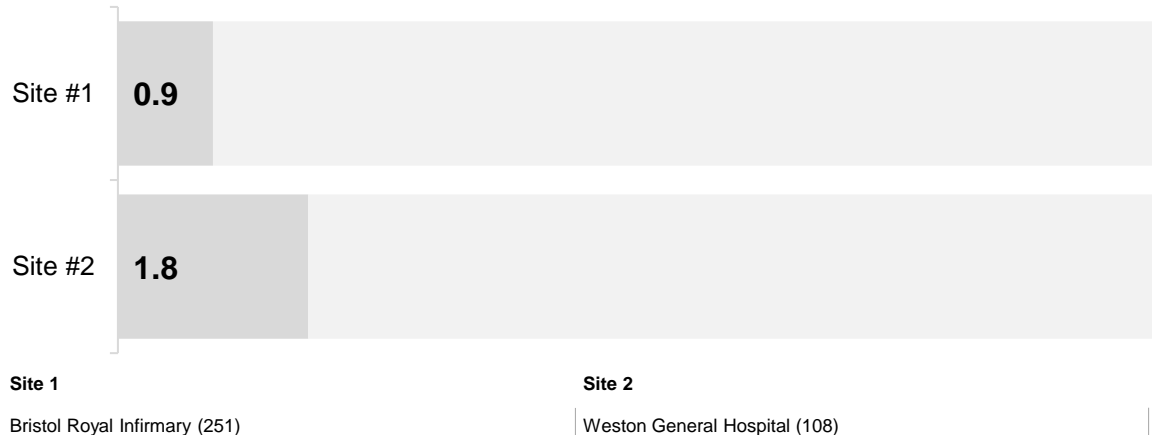 Site #1 0.9
Site #2 1.8
Site 1 Site 2
Bristol Royal Infirmary (251) Weston General Hospital (108)